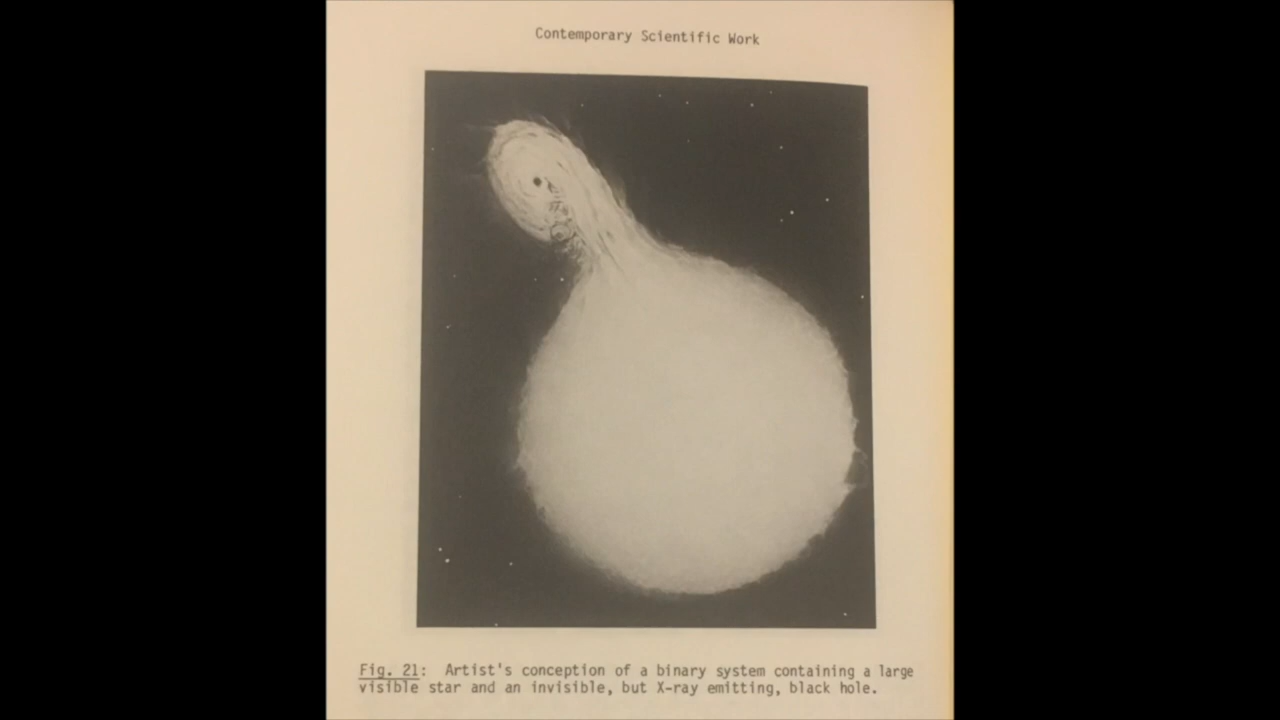 Contemporary Scientific Work
Fig. 21: Artist's conception of a binary system containing a large
visible star and an invisible, but X-ray emitting, black hole.